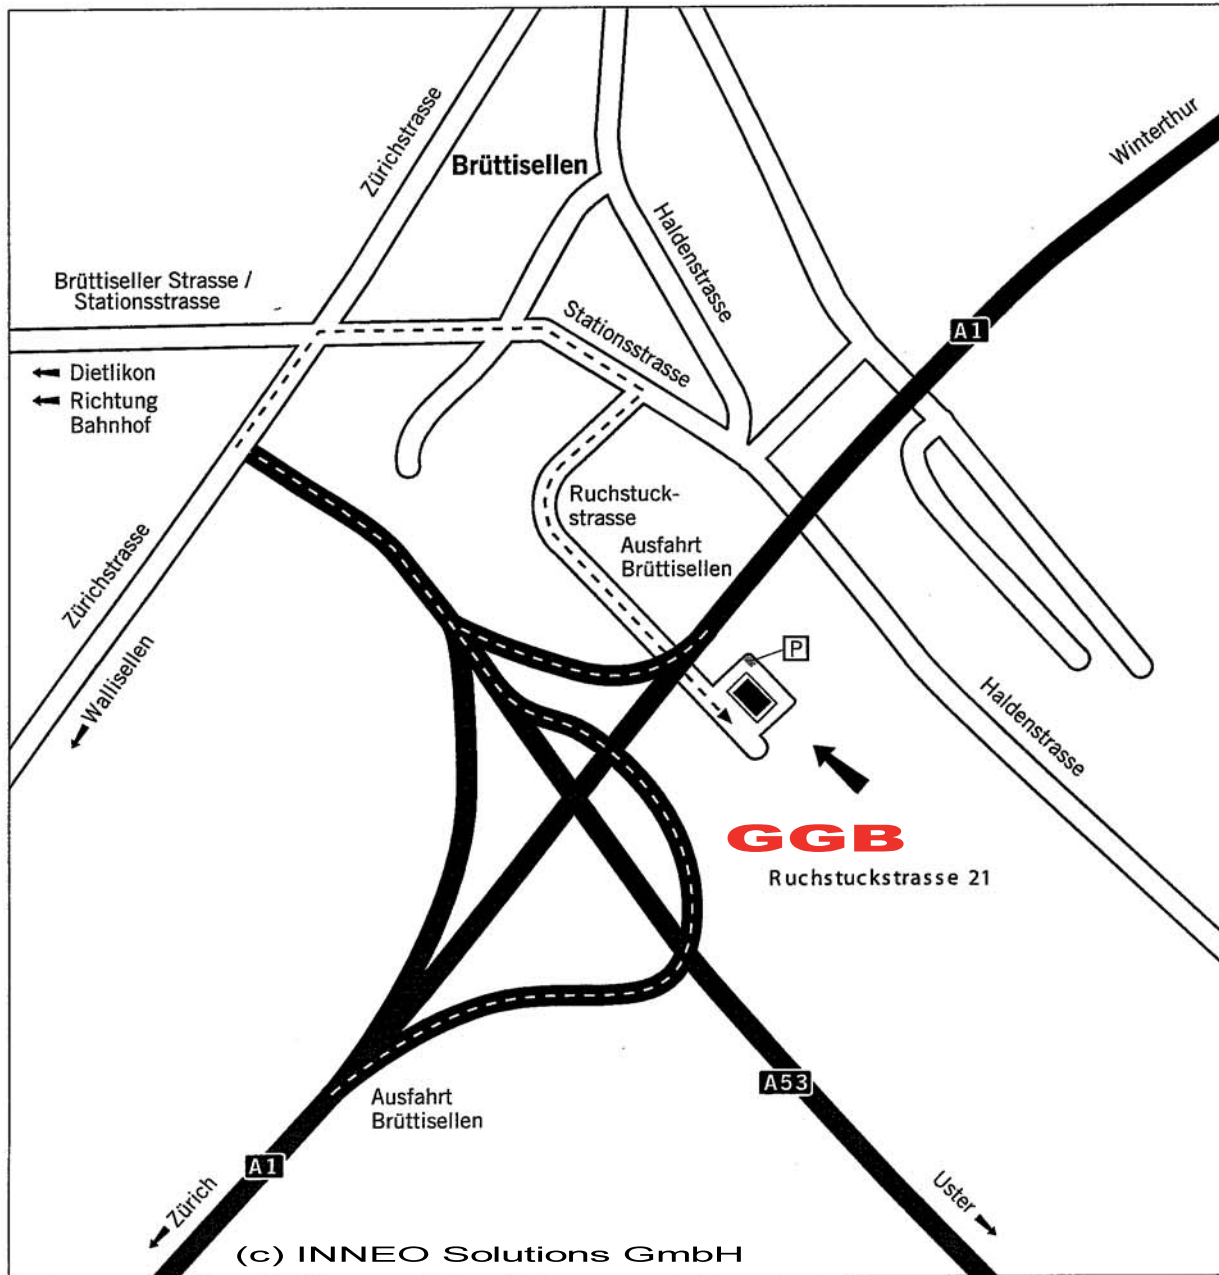 Zürichstrasse
Brüttisellen
Winterthur
Haldenstrasse
Brüttiseller Strasse /
Stationsstrasse
Stationsstrasse
A1
Dietlikon
Richtung
Bahnhof
Ruchstuck-
strasse
Ausfahrt
Brüttisellen
Zürichstrasse
Wallisellen
P
Haldenstrasse
GGB
Ruchstuckstrasse 21
A53
Ausfahrt
Brüttisellen
A1
Zürich
Uster
(c) INNEO Solutions GmbH